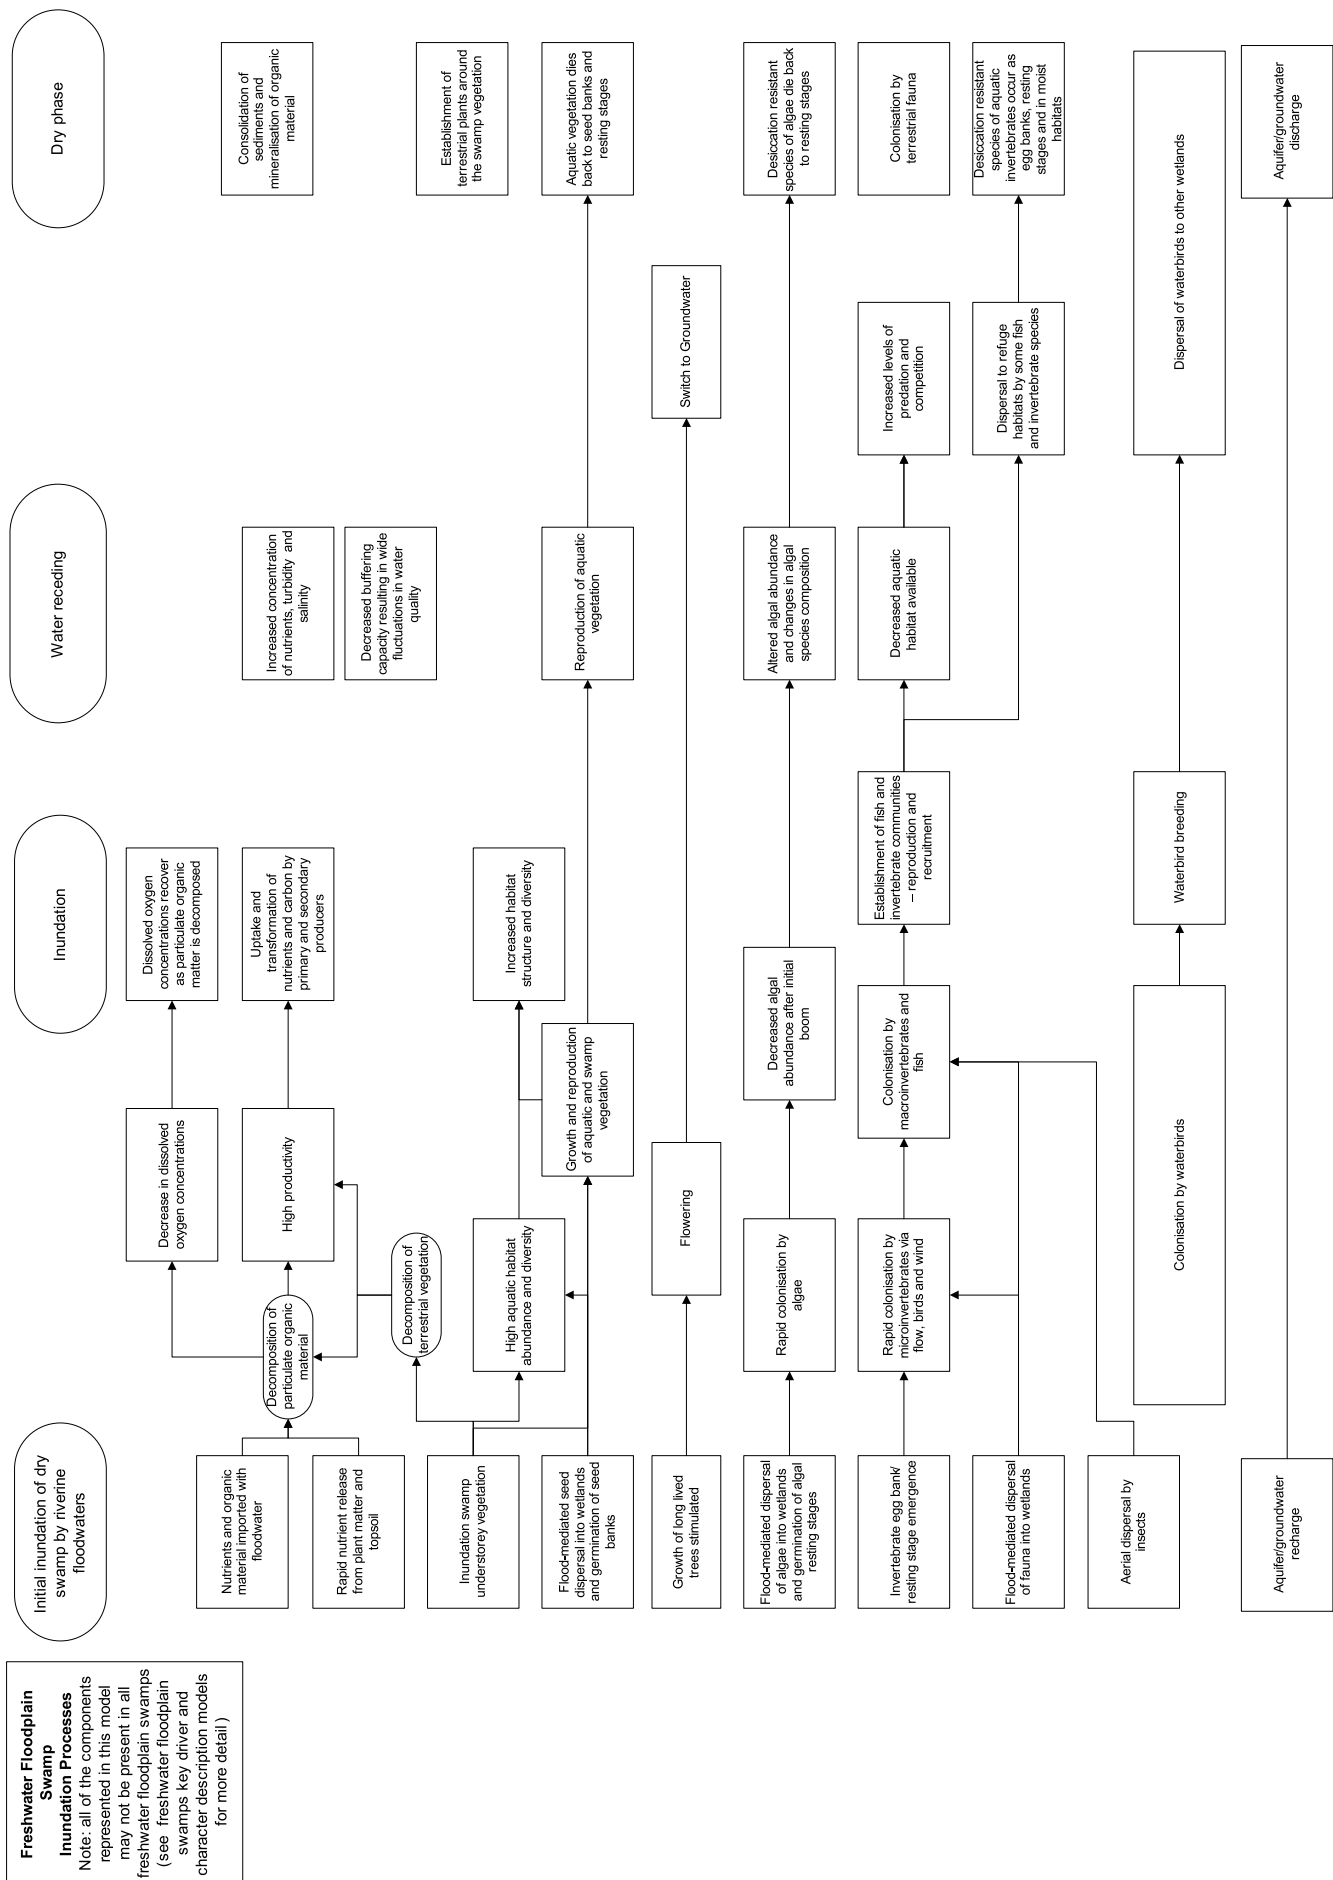 Freshwater Floodplain
Swamp
Inundation Processes
Note: all of the components
represented in this model
may not be present in all
freshwater floodplain swamps
(see freshwater floodplain
swamps key driver and
character description models
for more detail)
Initial inundation of dry
swamp by riverine
floodwaters
Inundation
Water receding
Dry phase
Nutrients and organic
material imported with
floodwater
Rapid nutrient release
from plant matter and
topsoil
Decomposition of
particulate organic
material
Decrease in dissolved
oxygen concentrations
Dissolved oxygen
concentrations recover
as particulate organic
matter is decomposed
High productivity
Uptake and
transformation of
nutrients and carbon by
primary and secondary
producers
Increased concentration
of nutrients, turbidity and
salinity
Decreased buffering
capacity resulting in wide
fluctuations in water
quality
Consolidation of
sediments and
mineralisation of organic
material
Inundation swamp
understorey vegetation
Decomposition of
terrestrial vegetation
High aquatic habitat
abundance and diversity
Increased habitat
structure and diversity
Establishment of
terrestrial plants around
the swamp vegetation
Flood-mediated seed
dispersal into wetlands
and germination of seed
banks
Growth and reproduction
of aquatic and swamp
vegetation
Reproduction of aquatic
vegetation
Aquatic vegetation dies
back to seed banks and
resting stages
Growth of long lived
trees stimulated
Flowering
Switch to Groundwater
Flood-mediated dispersal
of algae into wetlands
and germination of algal
resting stages
Rapid colonisation by
algae
Decreased algal
abundance after initial
boom
Altered algal abundance
and changes in algal
species composition
Desiccation resistant
species of algae die back
to resting stages
Invertebrate egg bank/
resting stage emergence
Rapid colonisation by
microinvertebrates via
flow, birds and wind
Colonisation by
macroinvertebrates and
fish
Establishment of fish and
invertebrate communities
– reproduction and
recruitment
Decreased aquatic
habitat available
Increased levels of
predation and
competition
Colonisation by
terrestrial fauna
Flood-mediated dispersal
of fauna into wetlands
Dispersal to refuge
habitats by some fish
and invertebrate species
Desiccation resistant
species of aquatic
invertebrates occur as
egg banks, resting
stages and in moist
habitats
Aerial dispersal by
insects
Colonisation by waterbirds
Waterbird breeding
Dispersal of waterbirds to other wetlands
Aquifer/groundwater
recharge
Aquifer/groundwater
discharge